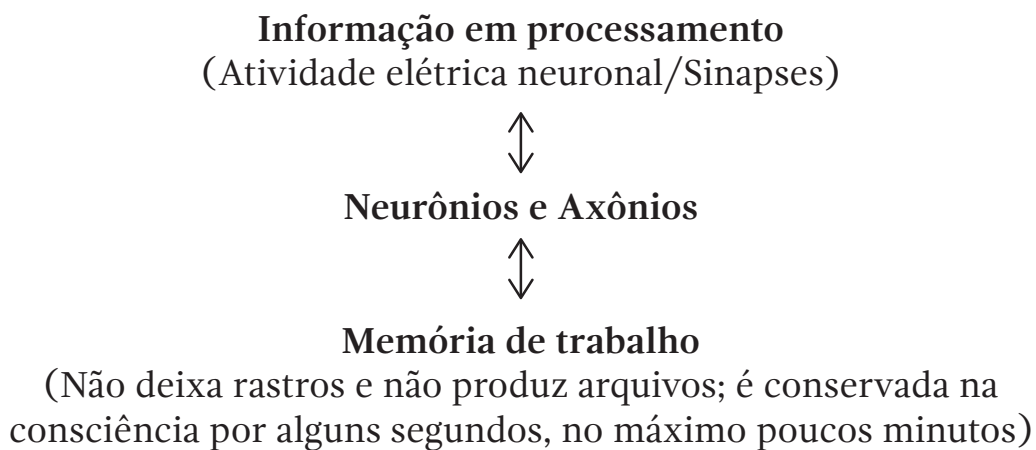 Informação em processamento
(Atividade elétrica neuronal/Sinapses)
Neurônios e Axônios
Memória de trabalho
(Não deixa rastros e não produz arquivos; é conservada na
consciência por alguns segundos, no máximo poucos minutos)